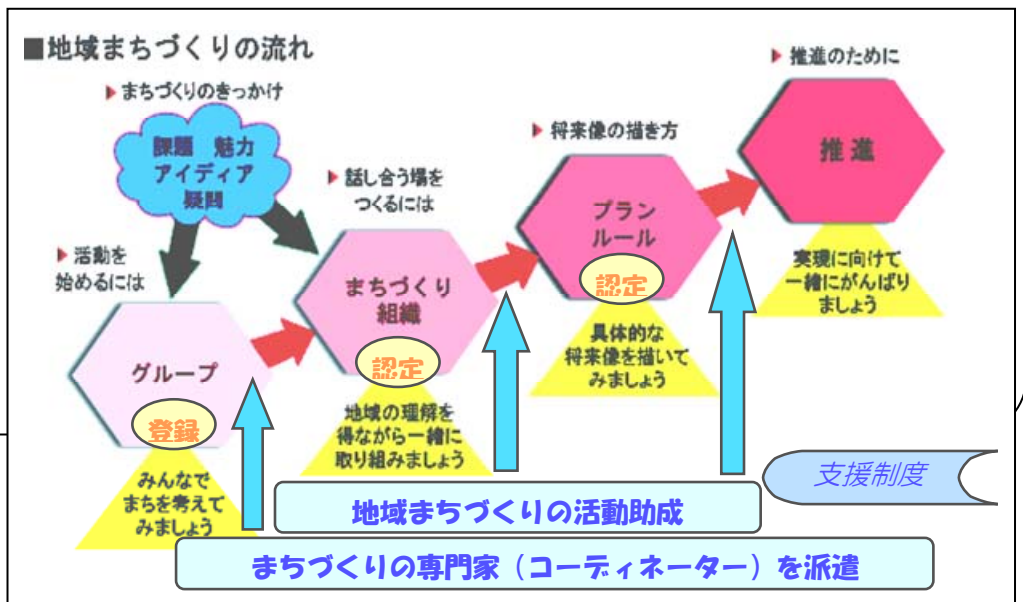 ■地域まちづくりの流れ
▶まちづくりのきっかけ
課題 魅力
アイディア
疑問
▶活動を
始めるには
グループ
登録
みんなで
まちを考えて
みましょう
▶話し合う場を
つくるには
まちづくり
組織
認定
地域の理解を
得ながら一緒に
取り組みましょう
▶将来像の描き方
プラン
ルール
認定
具体的な
将来像を描いて
みましょう
▶推進のために
推進
実現に向けて
一緒にがんばり
ましょう
支援制度
地域まちづくりの活動助成
まちづくりの専門家（コーディネーター）を派遣